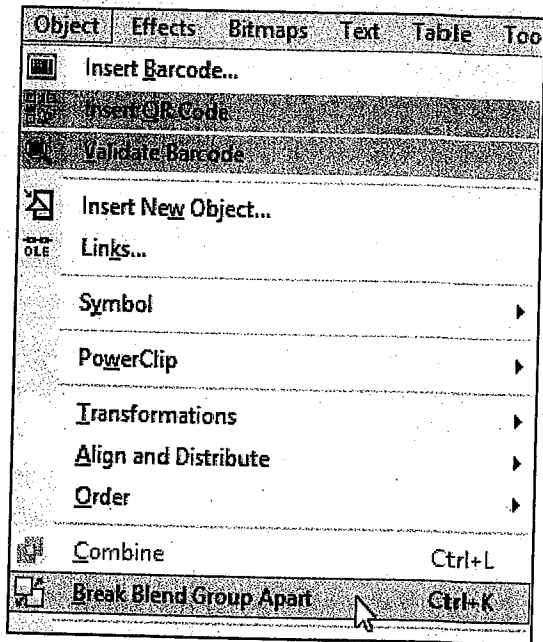 Object Effects Bitmaps Text Table Too
Insert Barcode...
Insert QR Code
Validate Barcode
Insert New Object...
OLE Links...
Symbol
PowerClip
Transformations
Align and Distribute
Order
Combine Ctrl+L
Break Blend Group Apart Ctrl+K